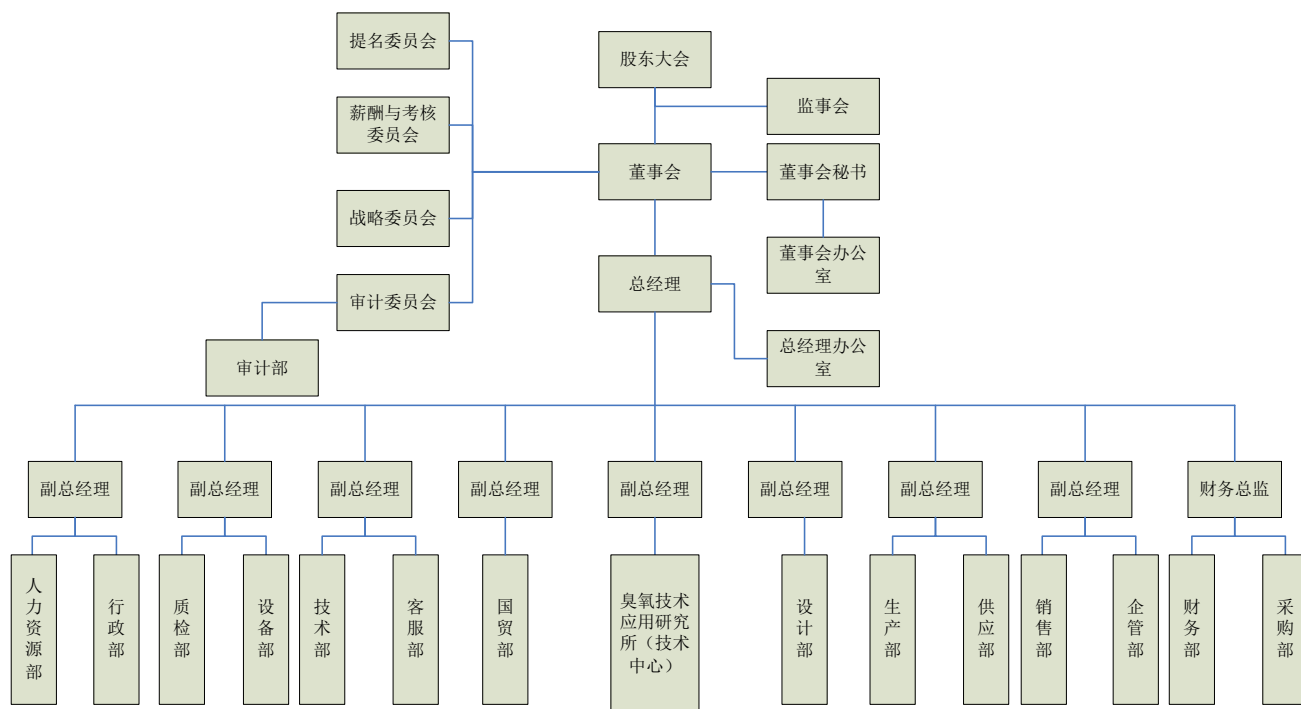 提名委员会
股东大会
监事会
薪酬与考核
委员会
董事会
董事会秘书
战略委员会
董事会办公
室
总经理
审计委员会
总经理办公
室
审计部
副总经理
副总经理
副总经理
副总经理
副总经理
副总经理
副总经理
副总经理
财务总监
人力资源部
行政部
质检部
设备部
技术部
客服部
国贸部
臭氧技术
应用研究
所（技术
中心）
设计部
生产部
供应部
销售部
企管部
财务部
采购部